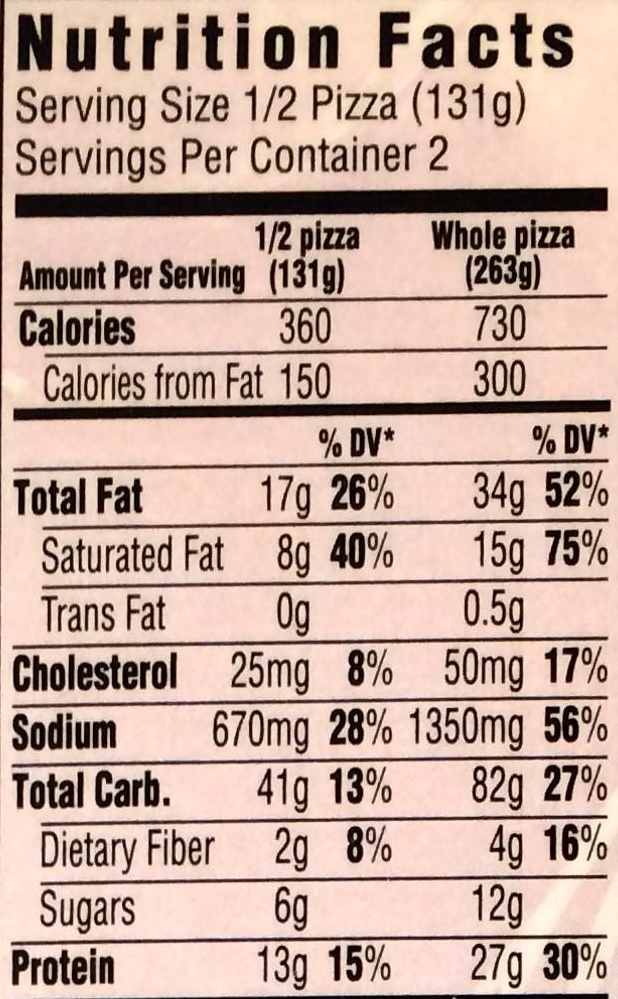 Nutrition Facts
Serving Size 1/2 Pizza (131g)
Servings Per Container 2
1/2 pizza Whole pizza
Amount Per Serving (131g) (263g)
Calories 360 730
Calories from Fat 150 300
% DV* % DV*
Total Fat 17g 26% 34g 52%
Saturated Fat 8g 40% 15g 75%
Trans Fat 0g 0.5g
Cholesterol 25mg 8% 50mg 17%
Sodium 670mg 28% 1350mg 56%
Total Carb. 41g 13% 82g 27%
Dietary Fiber 2g 8% 4g 16%
Sugars 6g 12g
Protein 13g 15% 27g 30%